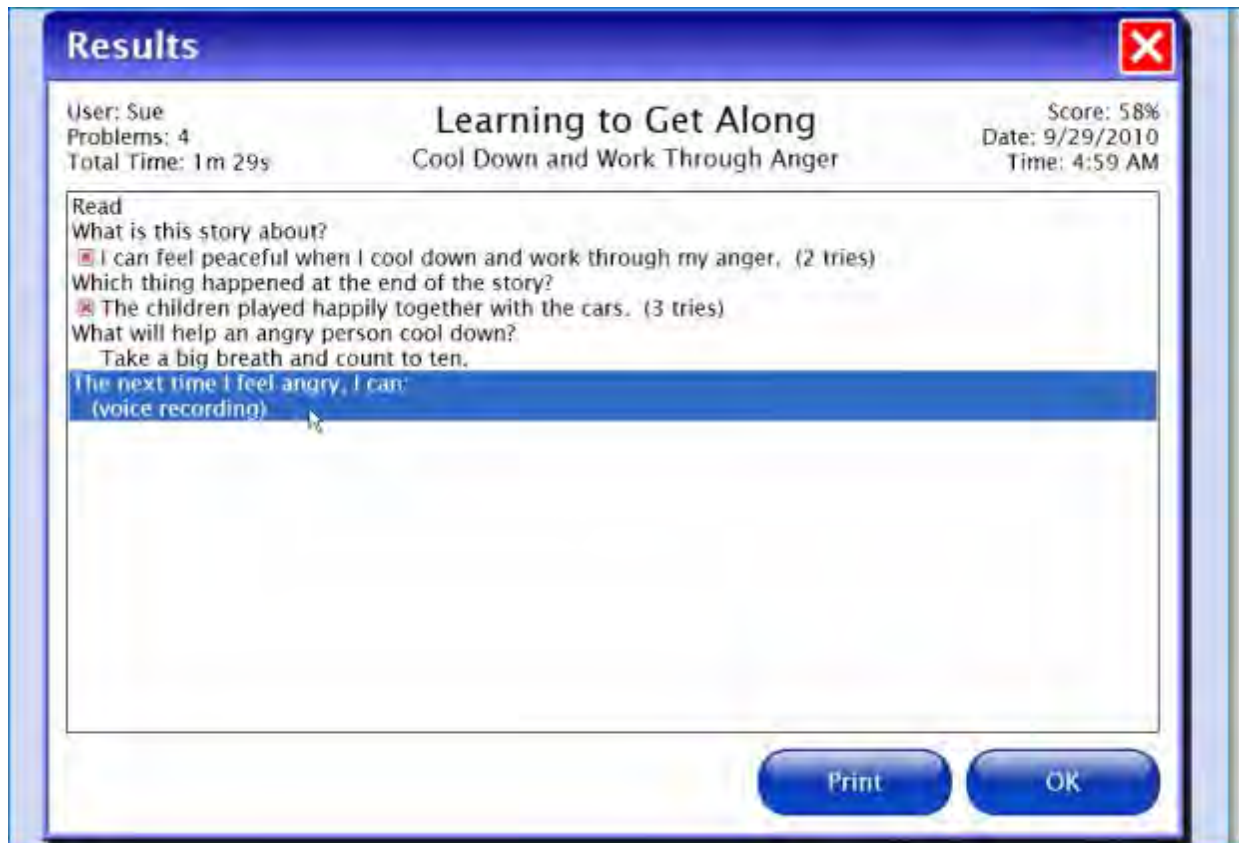 Results
User: Sue
Problems: 4
Total Time: 1m 29s
Learning to Get Along
Cool Down and Work Through Anger
Score: 58%
Date: 9/29/2010
Time: 4:59 AM
Read
What is this story about?
I can feel peaceful when I cool down and work through my anger. (2 tries)
Which thing happened at the end of the story?
The children played happily together with the cars. (3 tries)
What will help an angry person cool down?
Take a big breath and count to ten.
The next time I feel angry, I can:
(voice recording)
Print
OK